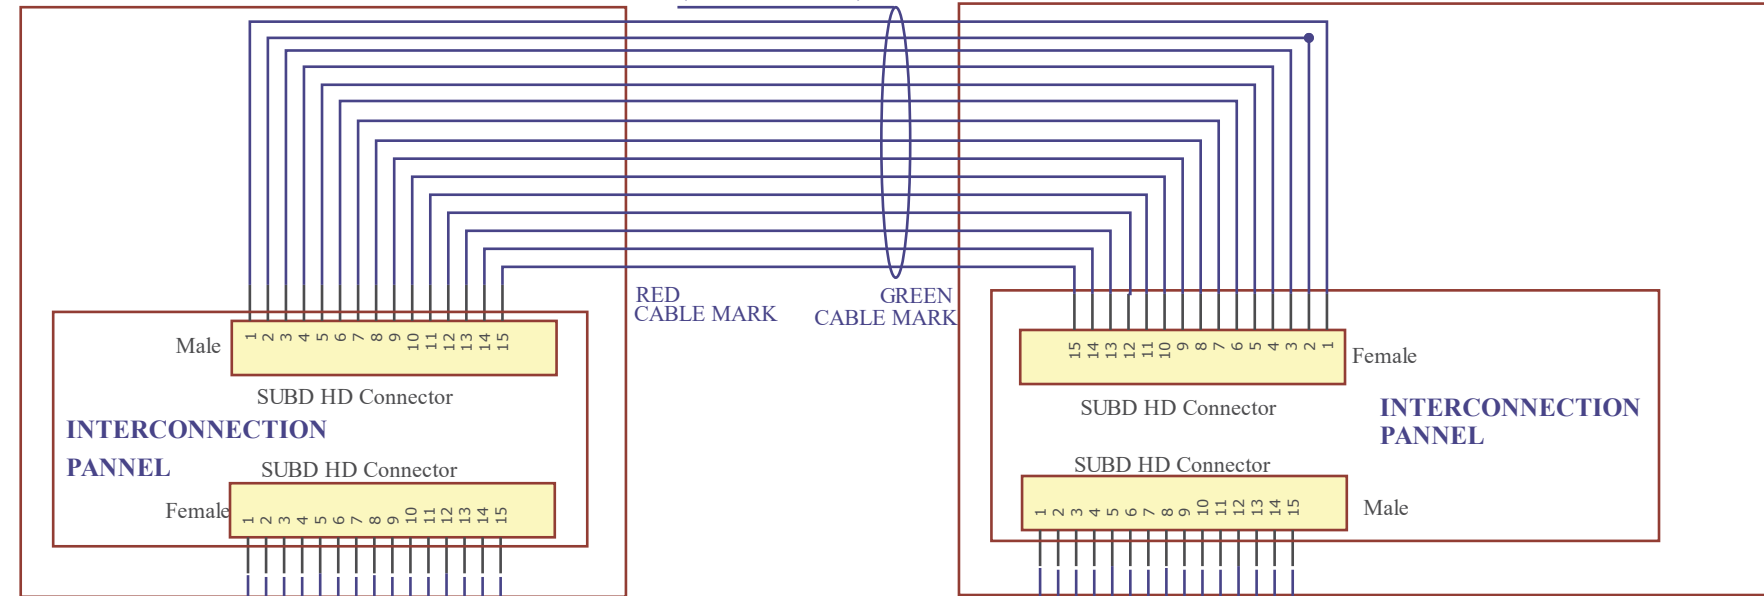 RED
CABLE MARK
GREEN
CABLE MARK
Male
1 2 3 4 5 6 7 8 9 10 11 12 13 14 15
SUBD HD Connector
INTERCONNECTION
PANNEL
SUBD HD Connector
Female
1 2 3 4 5 6 7 8 9 10 11 12 13 14 15
15 14 13 12 11 10 9 8 7 6 5 4 3 2 1
Female
SUBD HD Connector
INTERCONNECTION
PANNEL
SUBD HD Connector
1 2 3 4 5 6 7 8 9 10 11 12 13 14 15
Male